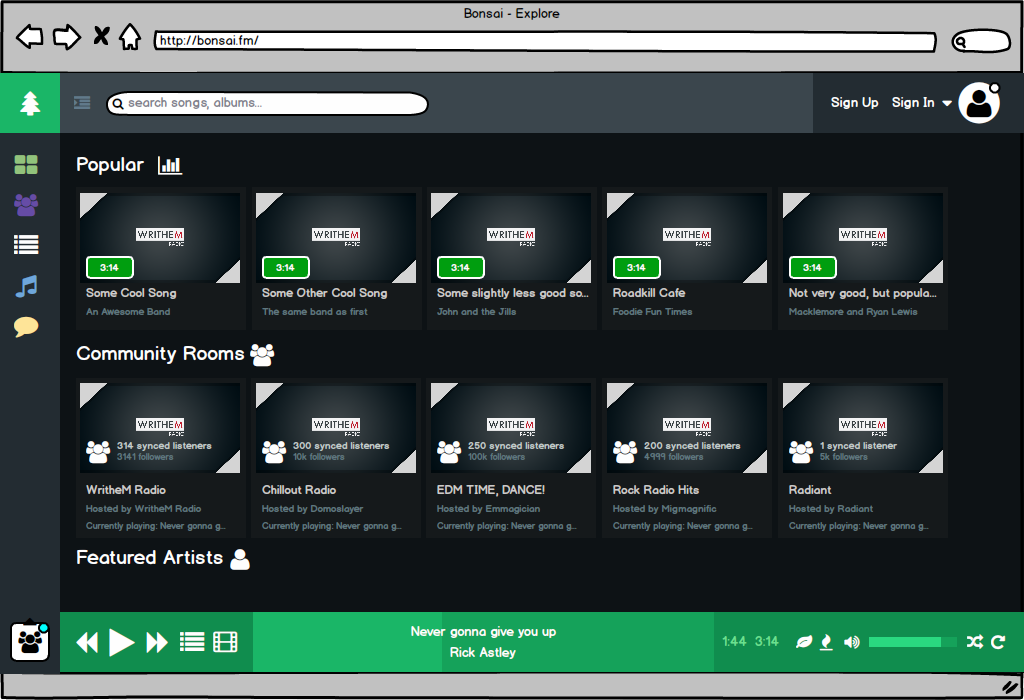 Bonsai - Explore
http://bonsai.fm/
search songs, albums...
Sign Up Sign In
Popular
WRITHEM RADIO
WRITHEM RADIO
WRITHEM RADIO
WRITHEM RADIO
WRITHEM RADIO
3:14
3:14
3:14
3:14
3:14
Some Cool Song
An Awesome Band
Some Other Cool Song
The same band as first
Some slightly less good so...
John and the Jills
Roadkill Cafe
Foodie Fun Times
Not very good, but popula...
Macklemore and Ryan Lewis
Community Rooms
WRITHEM RADIO
314 synced listeners
3141 followers
WritheM Radio
Hosted by WritheM Radio
Currently playing: Never gonna g...
WRITHEM RADIO
300 synced listeners
10k followers
Chillout Radio
Hosted by Domoslayer
Currently playing: Never gonna g...
WRITHEM RADIO
250 synced listeners
100k followers
EDM TIME, DANCE!
Hosted by Emmagician
Currently playing: Never gonna g...
WRITHEM RADIO
200 synced listeners
4999 followers
Rock Radio Hits
Hosted by Migmagnific
Currently playing: Never gonna g...
WRITHEM RADIO
1 synced listener
5k followers
Radiant
Hosted by Radiant
Currently playing: Never gonna g...
Featured Artists
Never gonna give you up
Rick Astley
1:44 3:14